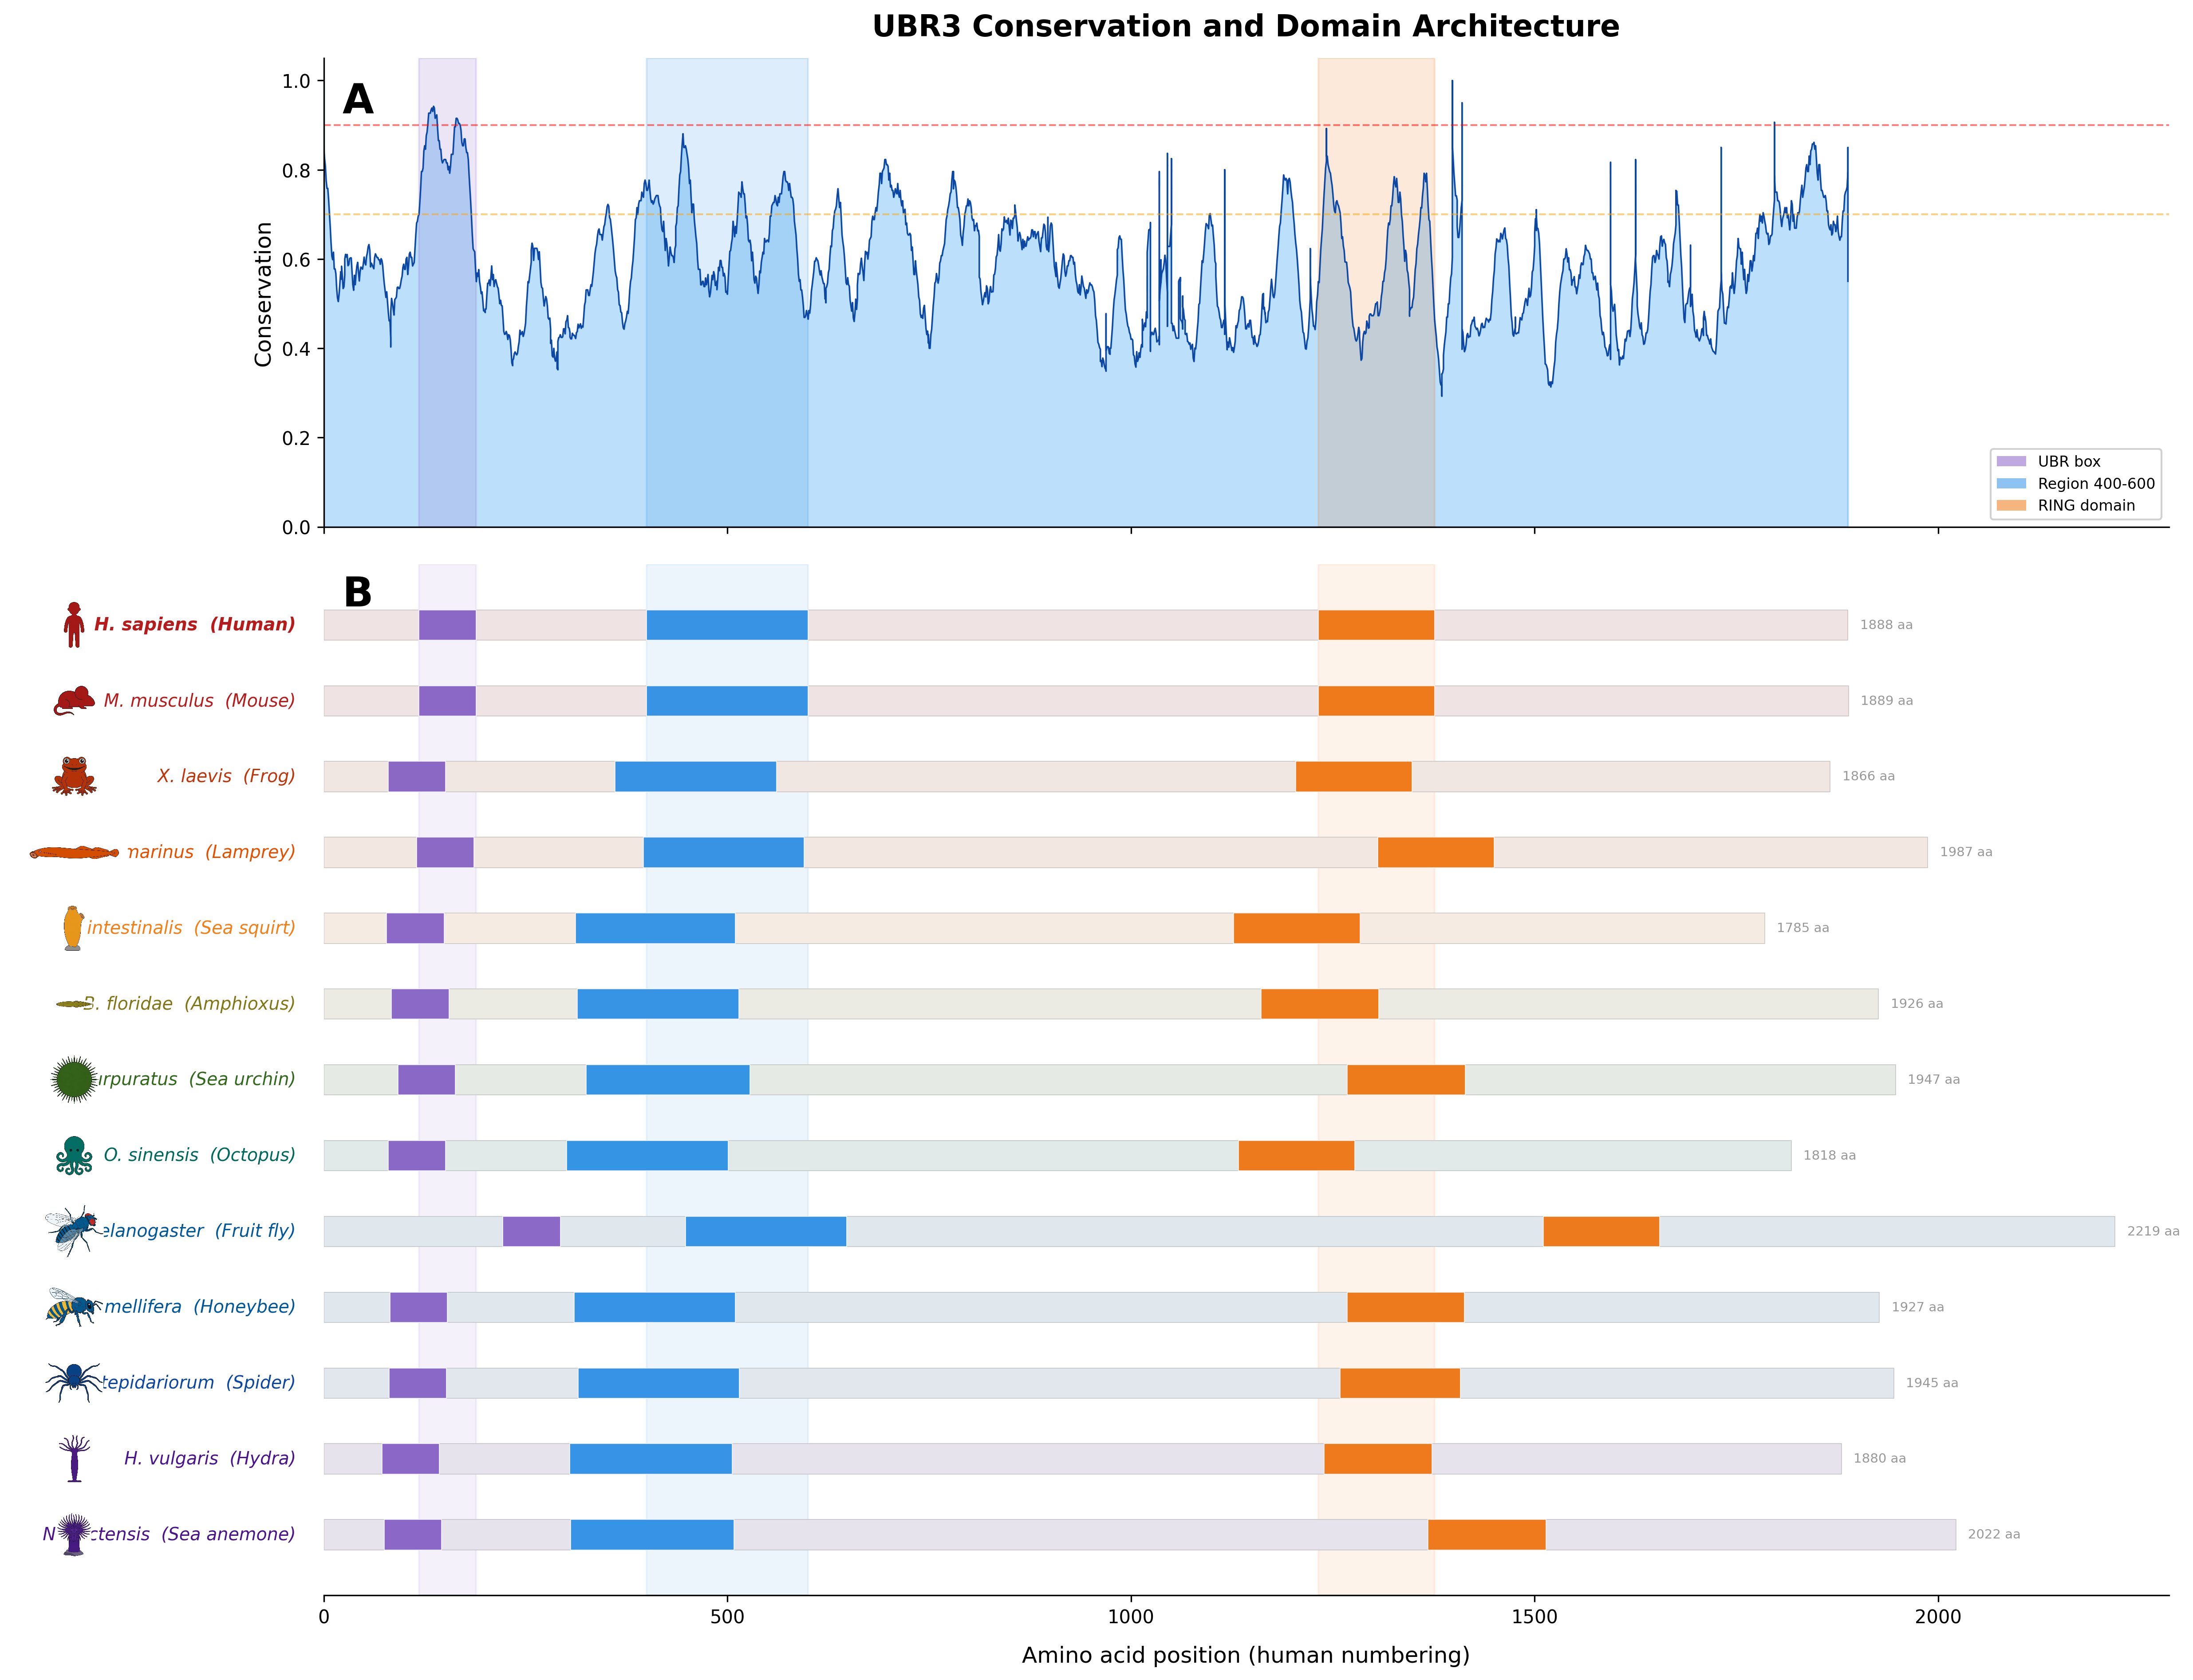 UBR3 Conservation and Domain Architecture
A
Conservation
1.0
0.8
0.6
0.4
0.2
0.0
UBR box
Region 400-600
RING domain
B
H. sapiens (Human)
1888 aa
M. musculus (Mouse)
1889 aa
X. laevis (Frog)
1866 aa
marinus (Lamprey)
1987 aa
intestinalis (Sea squirt)
1785 aa
B. floridae (Amphioxus)
1926 aa
urpuratus (Sea urchin)
1947 aa
O. sinensis (Octopus)
1818 aa
elanogaster (Fruit fly)
2219 aa
mellifera (Honeybee)
1927 aa
tepidariorum (Spider)
1945 aa
H. vulgaris (Hydra)
1880 aa
N ctensis (Sea anemone)
2022 aa
0 500 1000 1500 2000
Amino acid position (human numbering)